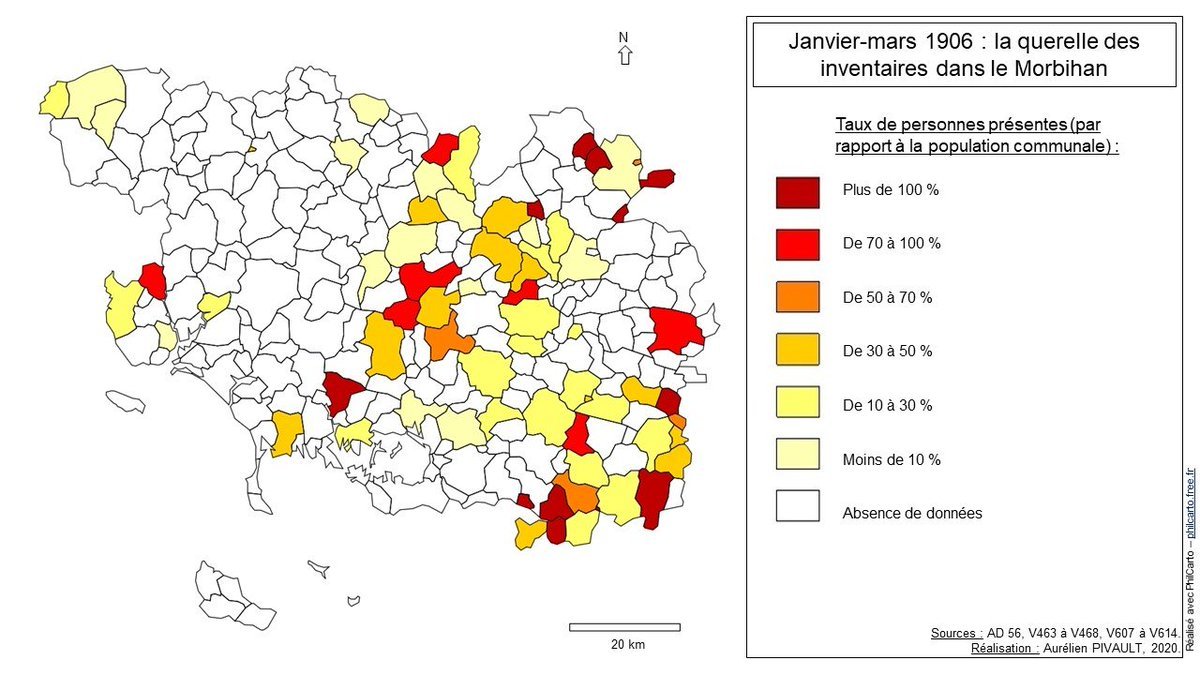 N
Janvier-mars 1906 : la querelle des
inventaires dans le Morbihan
Taux de personnes présentes (par
rapport à la population communale) :
Plus de 100 %
De 70 à 100 %
De 50 à 70 %
De 30 à 50 %
De 10 à 30 %
Moins de 10 %
Absence de données
20 km
Sources : AD 56, V463 à V468, V607 à V614.
Réalisation : Aurélien PIVAULT, 2020.
Réalisé avec PhilCarto – philcarto.free.fr